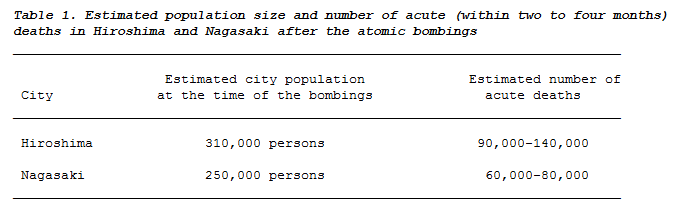 Table 1. Estimated population size and number of acute (within two to four months)
deaths in Hiroshima and Nagasaki after the atomic bombings
Estimated city population Estimated number of
City at the time of the bombings acute deaths
Hiroshima 310,000 persons 90,000-140,000
Nagasaki 250,000 persons 60,000-80,000